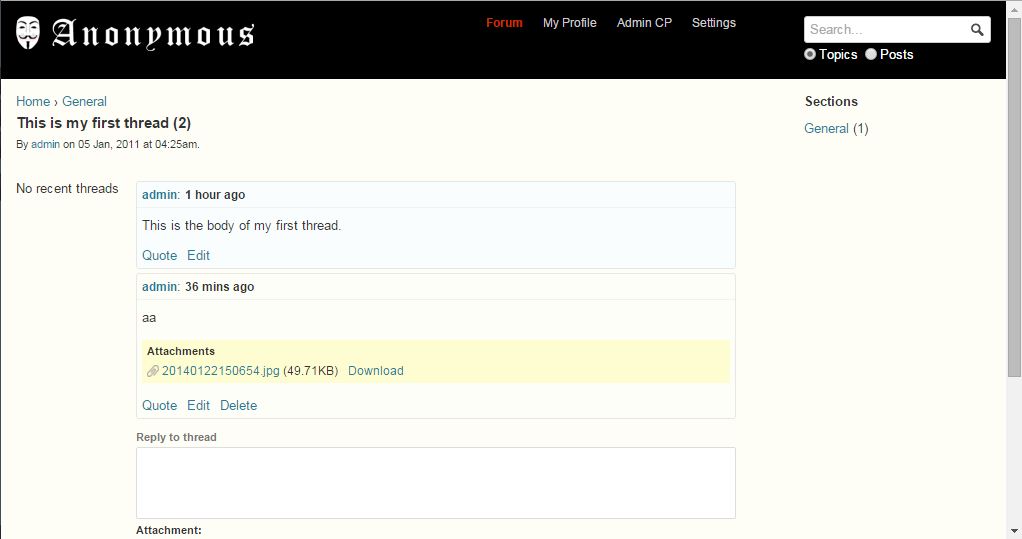 Anonymous
Forum My Profile Admin CP Settings
Search...
Topics Posts
Home › General
This is my first thread (2)
By admin on 05 Jan, 2011 at 04:25am.
Sections
General (1)
No recent threads
admin: 1 hour ago
This is the body of my first thread.
Quote Edit
admin: 36 mins ago
aa
Attachments
20140122150654.jpg (49.71KB) Download
Quote Edit Delete
Reply to thread
Attachment: